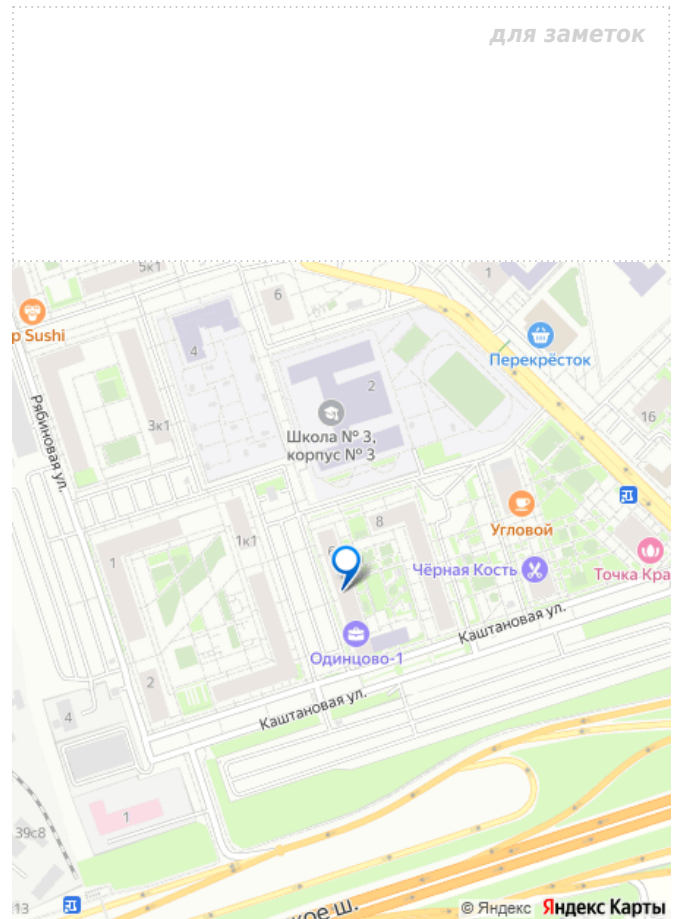 для заметок
5к1
1
6
p Sushi
4
Перекрёсток
2
Рябиновая ул.
3к1
16
Школа № 3,
корпус № 3
8
Угловой
1к1
6
1
Чёрная Кость
Точка Кра
Каштановая ул.
Одинцово-1
2
Каштановая ул.
4
1
39с8
13
кое ш.
© Яндекс Яндекс Карты